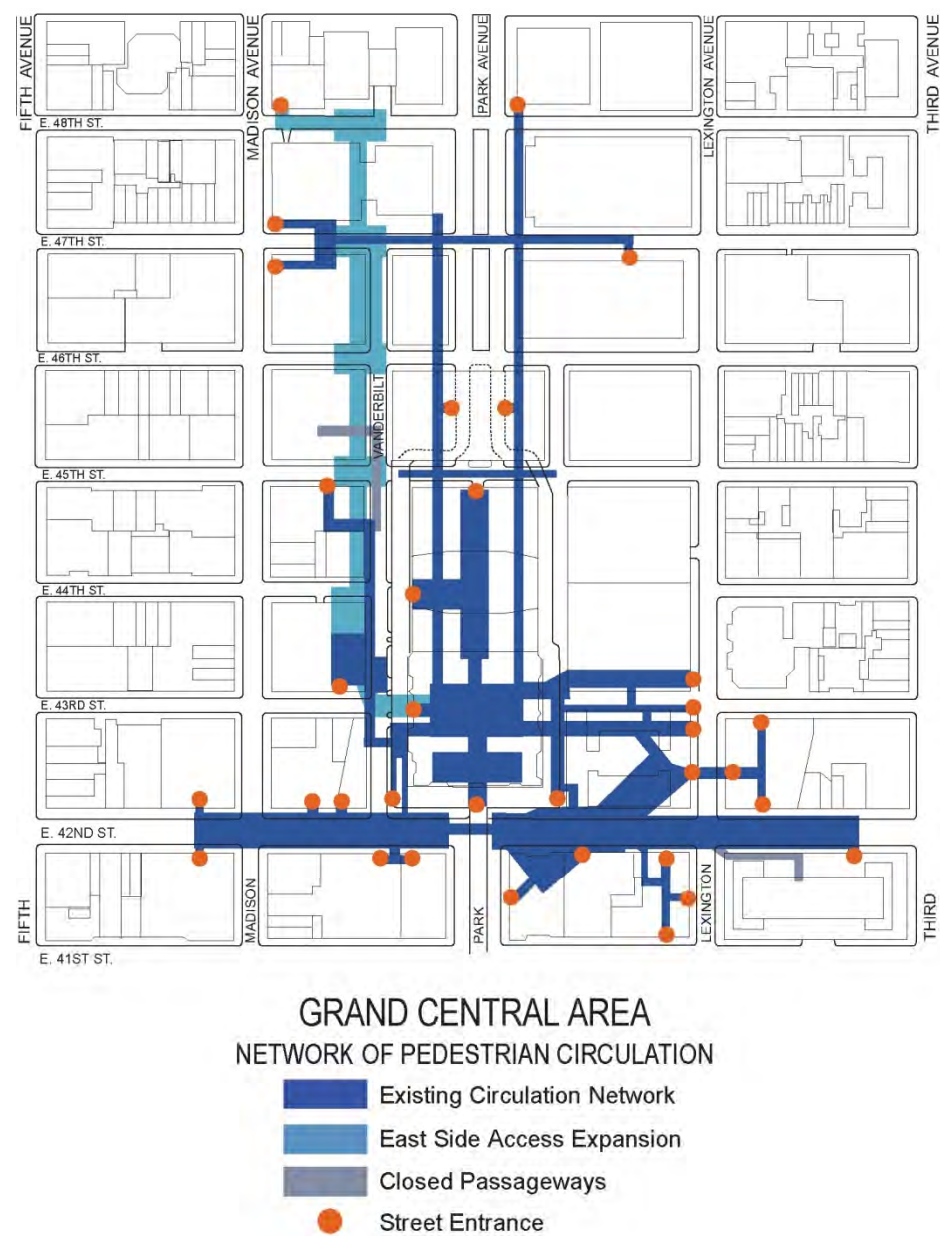 FIFTH AVENUE
MADISON AVENUE
PARK AVENUE
LEXINGTON AVENUE
THIRD AVENUE
E. 48TH ST.
E. 47TH ST.
E. 46TH ST.
VANDERBILT
E. 45TH ST.
E. 44TH ST.
E. 43RD ST.
E. 42ND ST.
FIFTH
MADISON
PARK
LEXINGTON
THIRD
E. 41ST ST.
GRAND CENTRAL AREA
NETWORK OF PEDESTRIAN CIRCULATION
Existing Circulation Network
East Side Access Expansion
Closed Passageways
Street Entrance